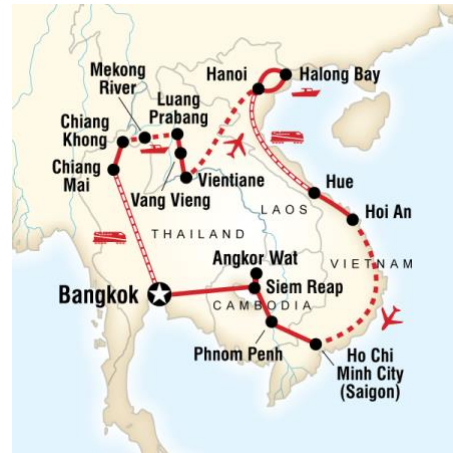 Mekong
River
Luang
Prabang
Hanoi
Halong Bay
Chiang
Khong
Chiang
Mai
Vientiane
Vang Vieng
Hue
LAOS
Hoi An
THAILAND
Angkor Wat
VIETNAM
Siem Reap
Bangkok
CAMBODIA
Phnom Penh
Ho Chi
Minh City
(Saigon)